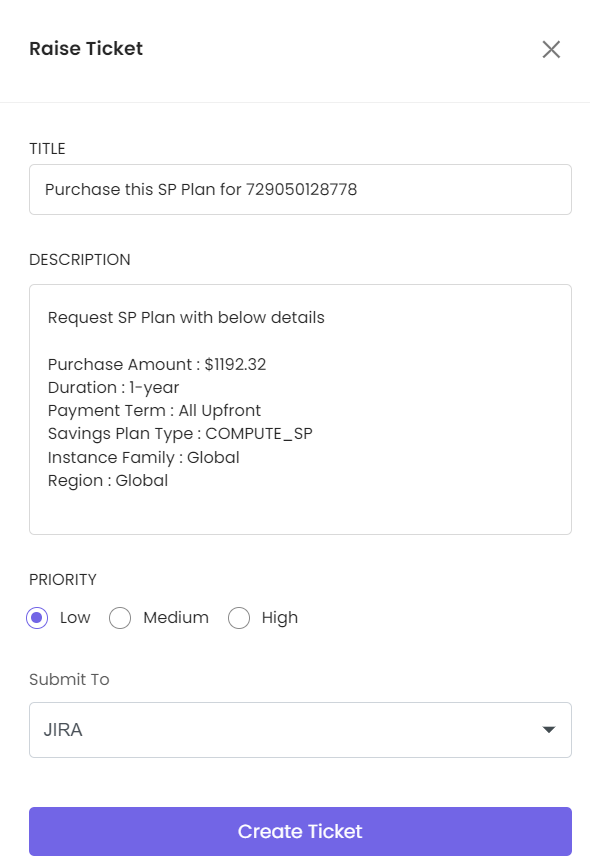 Raise Ticket
TITLE
Purchase this SP Plan for 729050128778
DESCRIPTION
Request SP Plan with below details
Purchase Amount : $1192.32
Duration : 1-year
Payment Term : All Upfront
Savings Plan Type : COMPUTE_SP
Instance Family : Global
Region : Global
PRIORITY
Low Medium High
Submit To
JIRA
Create Ticket